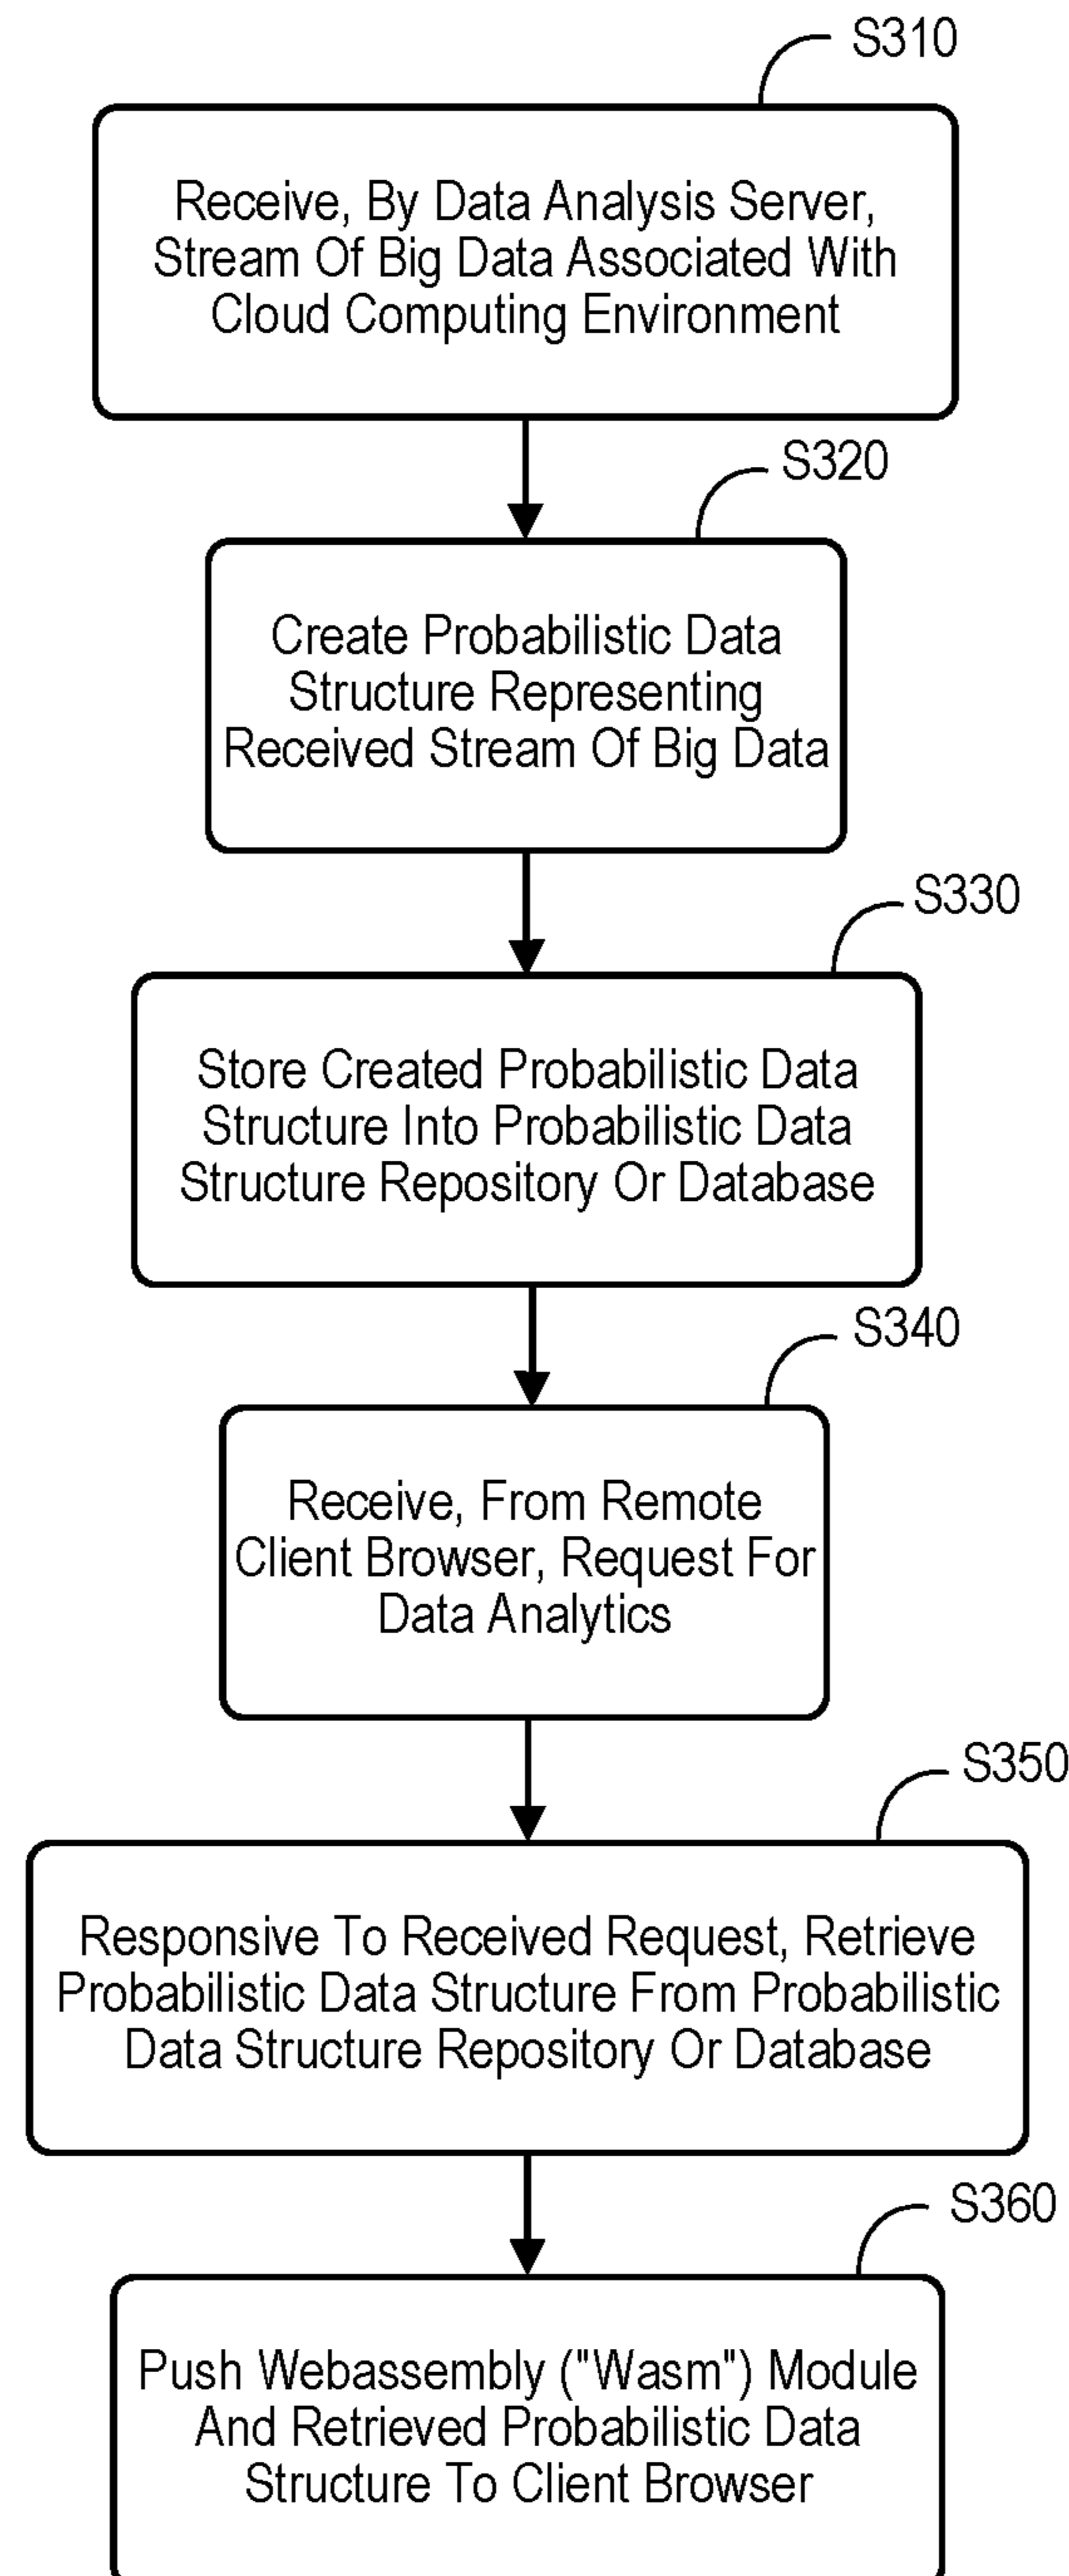 S310
Receive, By Data Analysis Server,
Stream Of Big Data Associated With
Cloud Computing Environment
S320
Create Probabilistic Data
Structure Representing
Received Stream Of Big Data
S330
Store Created Probabilistic Data
Structure Into Probabilistic Data
Structure Repository Or Database
S340
Receive, From Remote
Client Browser, Request For
Data Analytics
S350
Responsive To Received Request, Retrieve
Probabilistic Data Structure From Probabilistic
Data Structure Repository Or Database
S360
Push Webassembly ("Wasm") Module
And Retrieved Probabilistic Data
Structure To Client Browser